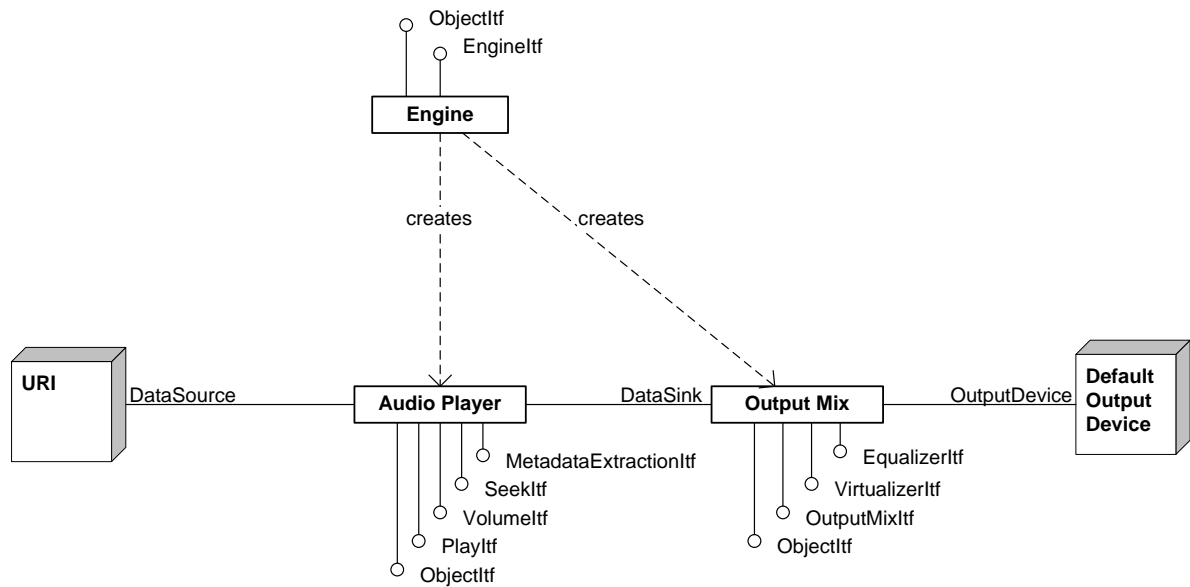 ObjectItf
EngineItf
Engine
creates
creates
URI
DataSource
Audio Player
DataSink
Output Mix
OutputDevice
Default
Output
Device
MetadataExtractionItf
SeekItf
VolumeItf
PlayItf
ObjectItf
EqualizerItf
VirtualizerItf
OutputMixItf
ObjectItf